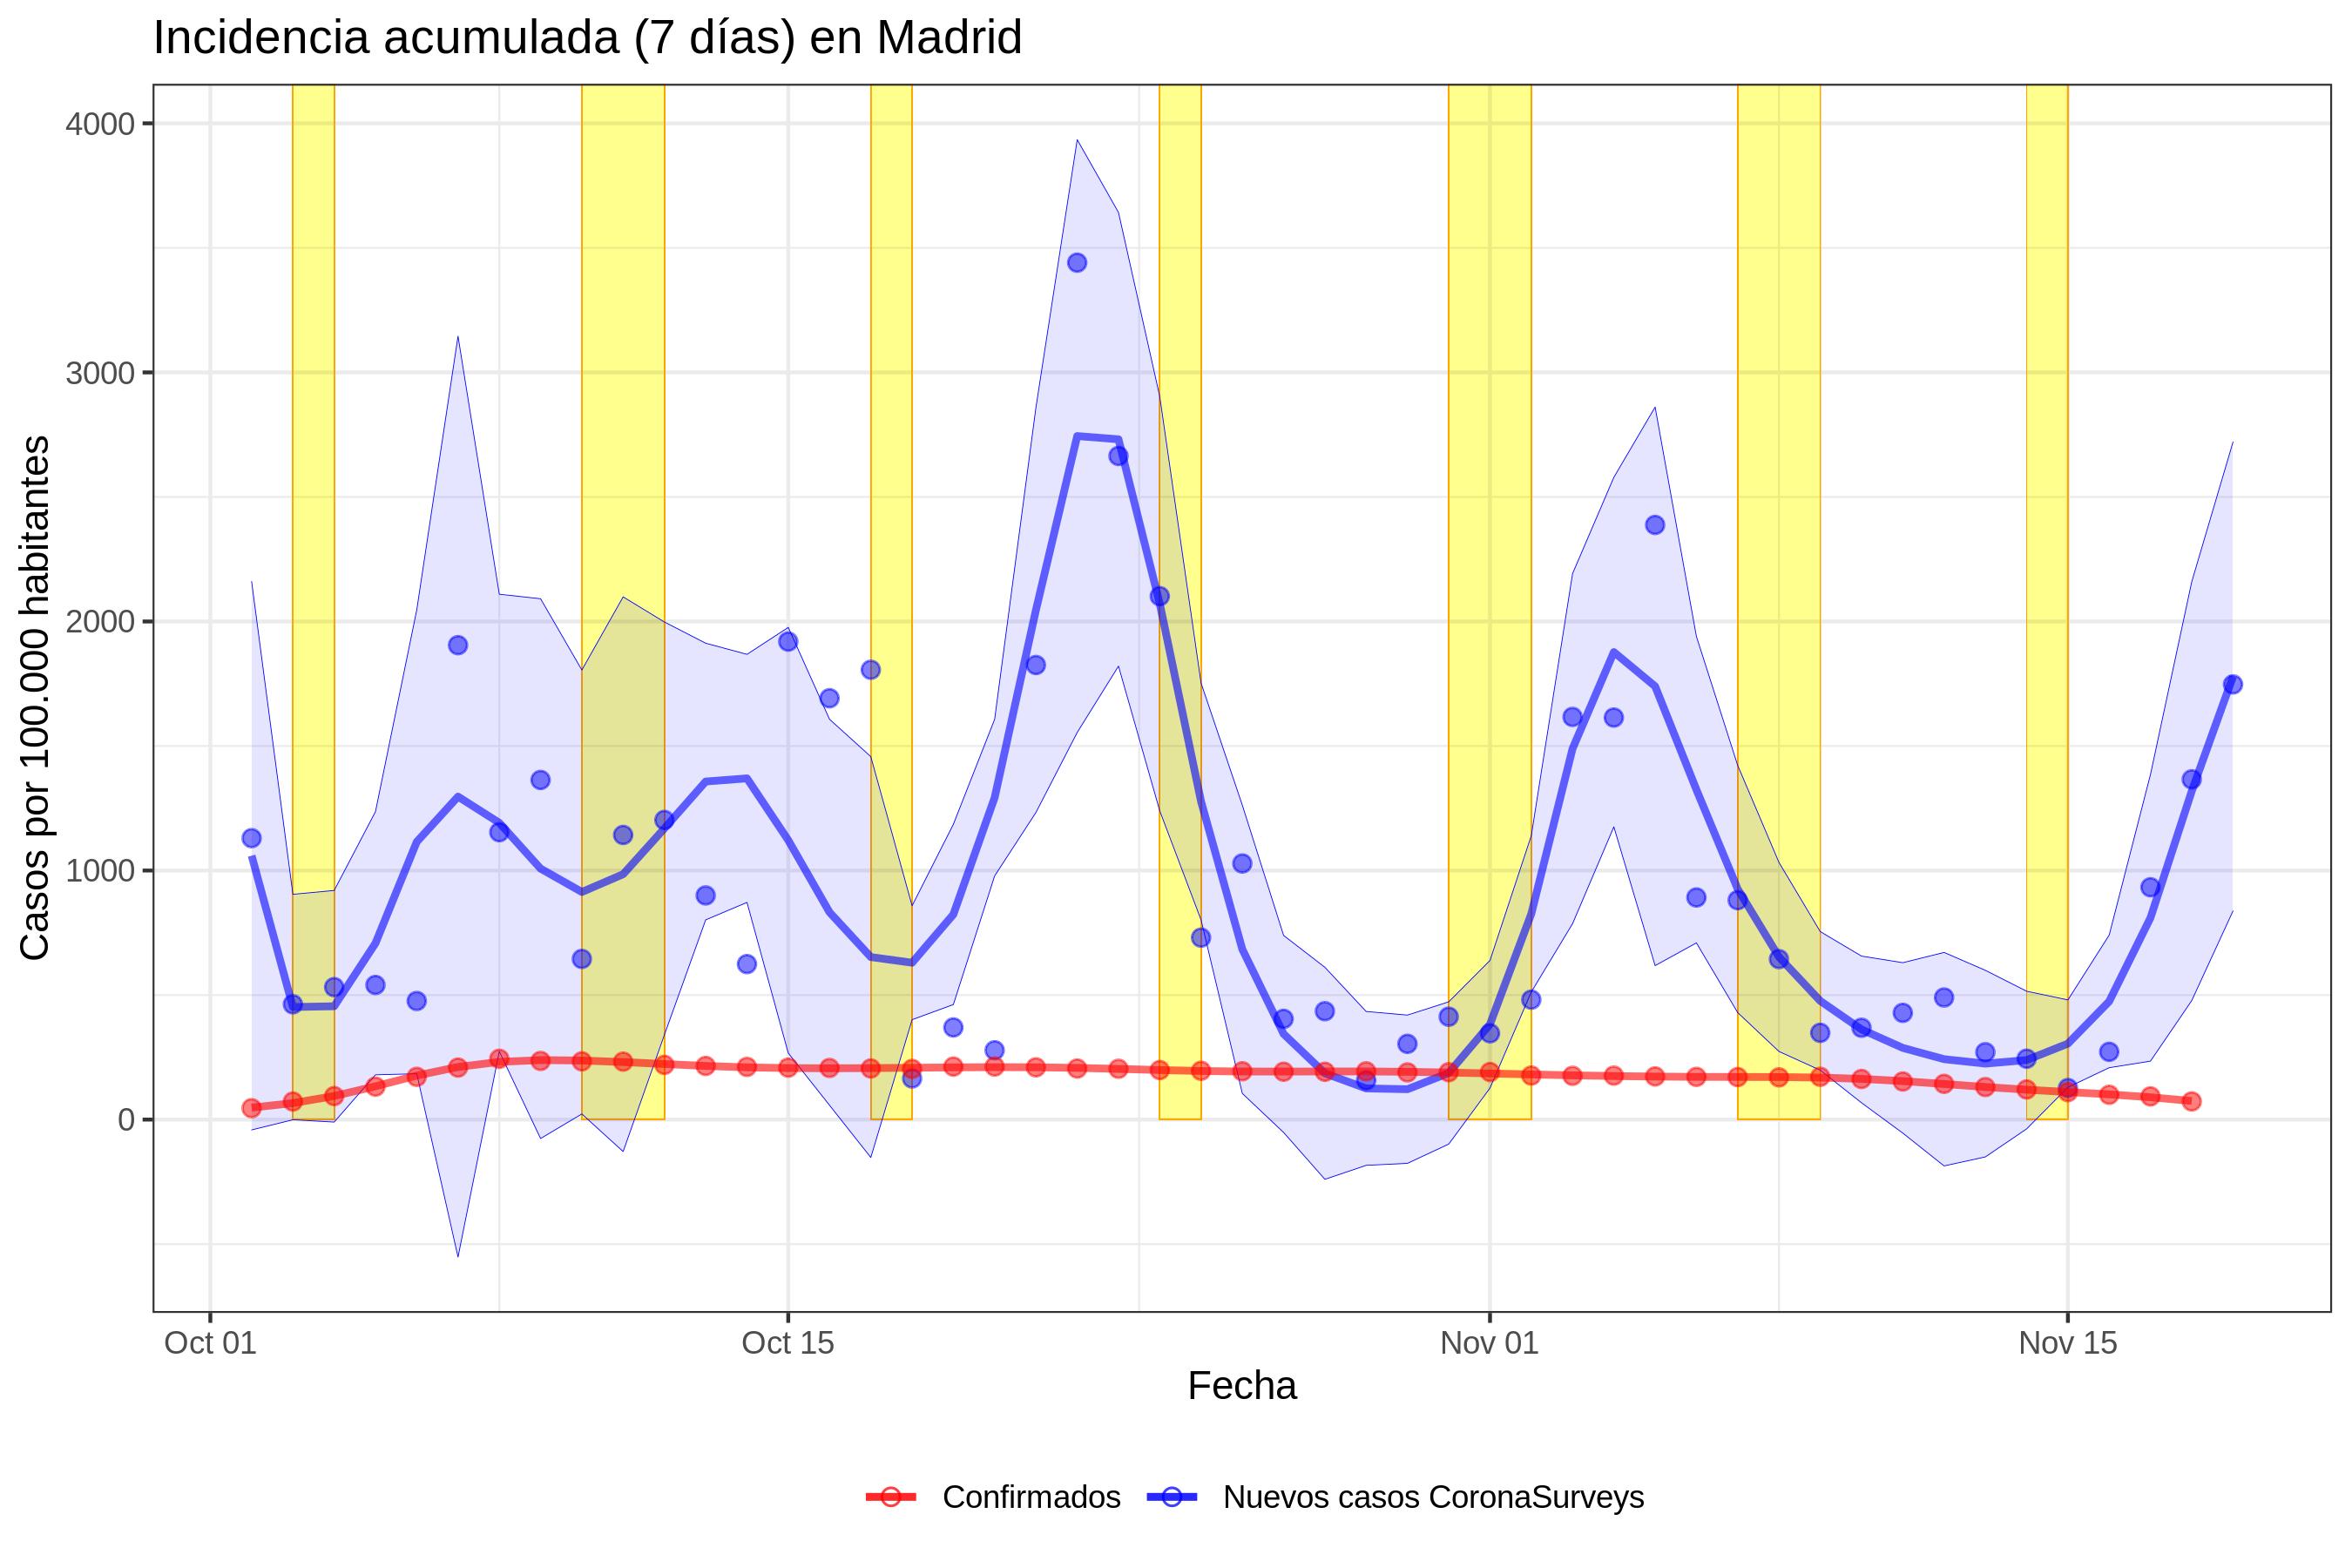 Incidencia acumulada (7 días) en Madrid
Casos por 100.000 habitantes
4000
3000
2000
1000
0
Oct 01
Oct 15
Nov 01
Nov 15
Fecha
Confirmados
Nuevos casos CoronaSurveys